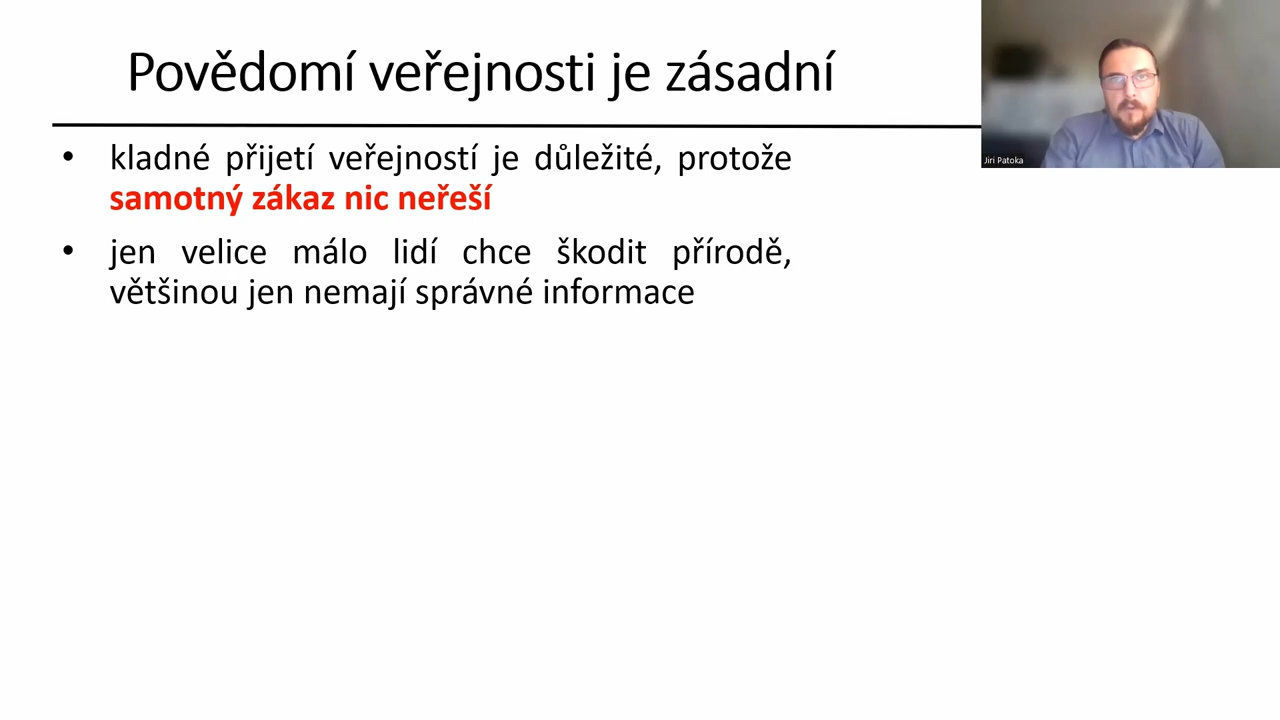 Povědomí veřejnosti je zásadní
• kladné přijetí veřejností je důležité, protože
samotný zákaz nic neřeší
• jen velice málo lidí chce škodit přírodě,
většinou jen nemají správné informace
Jiri Patoka